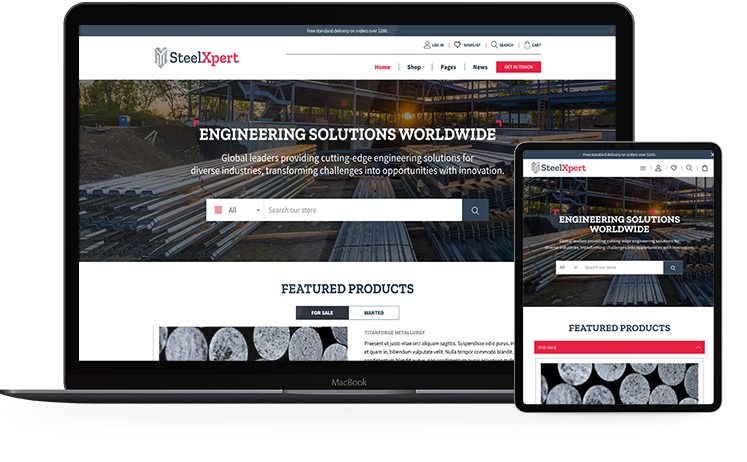 Free standard delivery on orders over $200.
LOG IN | WISHLIST | SEARCH | CART
SteelXpert
Home | Shop | Pages | News GET IN TOUCH
ENGINEERING SOLUTIONS WORLDWIDE
Global leaders providing cutting-edge engineering solutions for
diverse industries, transforming challenges into opportunities with innovation.
All Search our store
FEATURED PRODUCTS
FOR SALE WANTED
TITANFORGE METALLURGY
Praesent ut justo vitae orci aliquam sagittis. Suspendisse odio purus,
et quam in, bibendum vulputate velit. Nulla tempor commodo blandit.
MacBook
Free standard delivery on orders over $200.
SteelXpert
ENGINEERING SOLUTIONS
WORLDWIDE
Global leaders providing cutting-edge engineering solutions for
diverse industries, transforming challenges into opportunities with innovation.
All Search our store
FEATURED PRODUCTS
FOR SALE